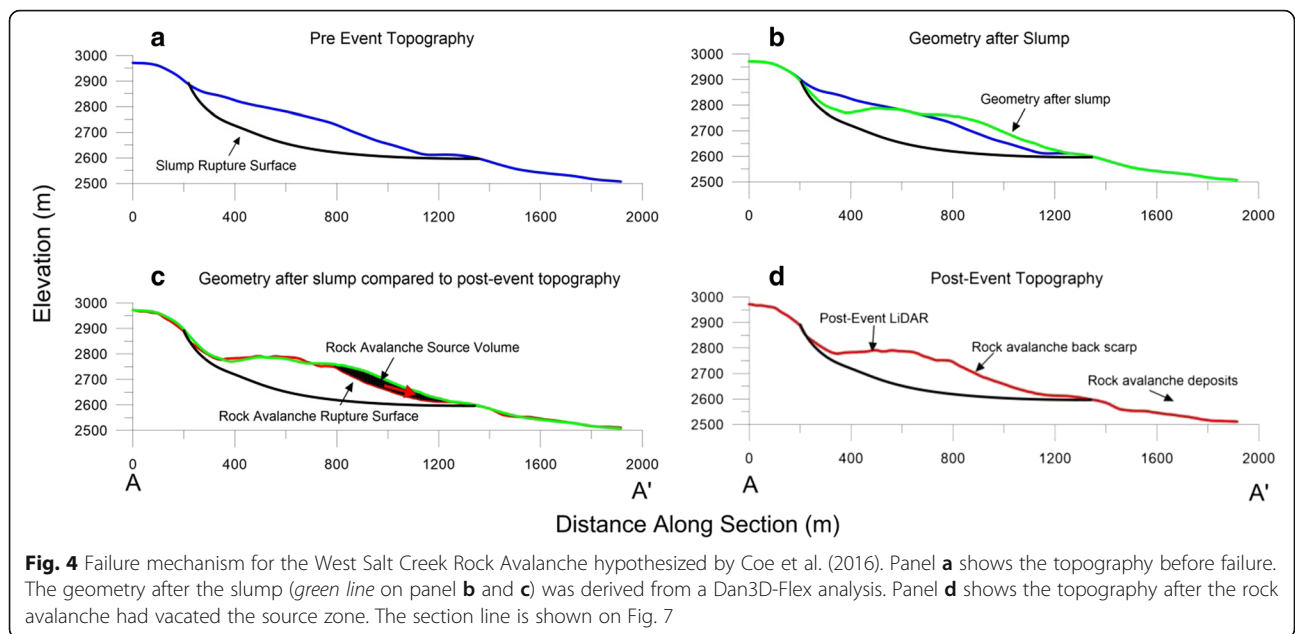 a
Pre Event Topography
3000
2900
2800
2700
2600
2500
Slump Rupture Surface
0
400
800
1200
1600
2000
b
Geometry after Slump
3000
2900
2800
2700
2600
2500
Geometry after slump
0
400
800
1200
1600
2000
Elevation (m)
c
Geometry after slump compared to post-event topography
3000
2900
2800
2700
2600
2500
Rock Avalanche Source Volume
Rock Avalanche Rupture Surface
0
400
800
1200
1600
2000
A
A'
d
Post-Event Topography
3000
2900
2800
2700
2600
2500
Post-Event LiDAR
Rock avalanche back scarp
Rock avalanche deposits
0
400
800
1200
1600
2000
A
A'
Distance Along Section (m)
Fig. 4 Failure mechanism for the West Salt Creek Rock Avalanche hypothesized by Coe et al. (2016). Panel a shows the topography before failure.
The geometry after the slump (green line on panel b and c) was derived from a Dan3D-Flex analysis. Panel d shows the topography after the rock
avalanche had vacated the source zone. The section line is shown on Fig. 7